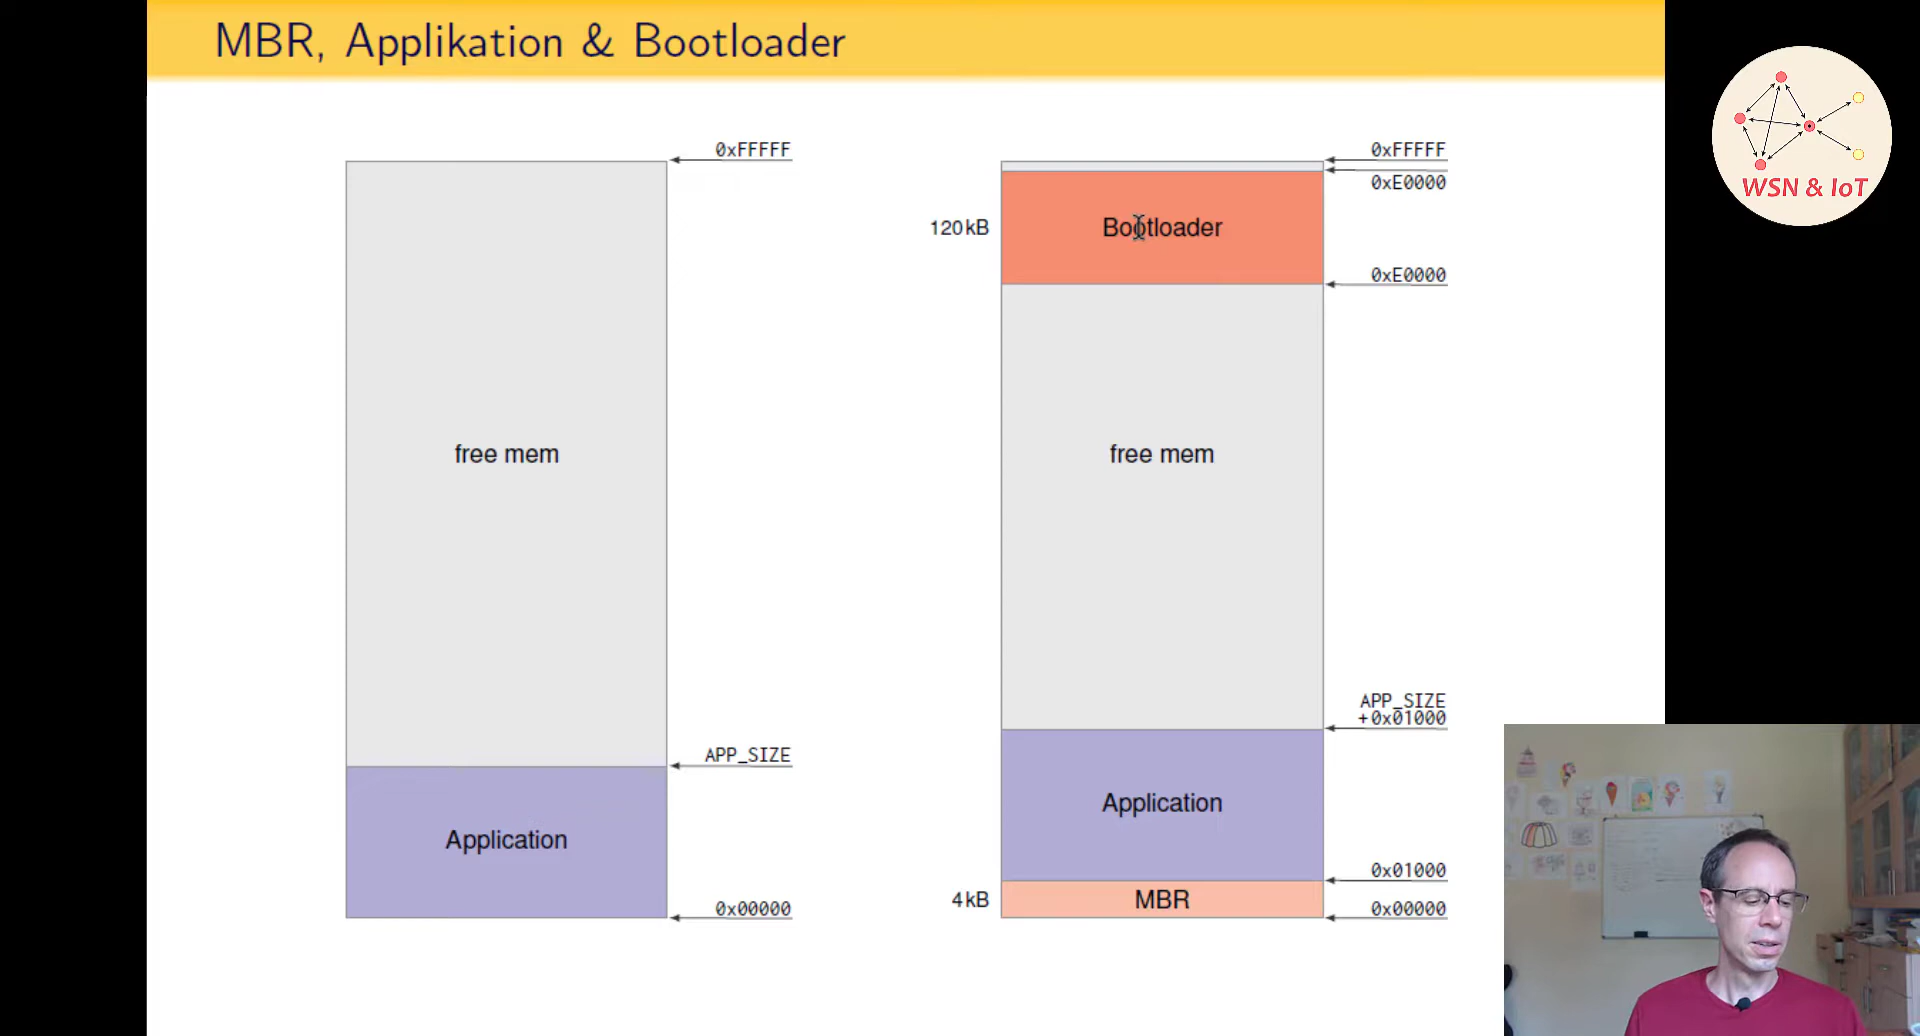 MBR, Applikation & Bootloader
0xFFFFF
free mem
APP_SIZE
Application
0x00000
0xFFFFF
0xE0000
120kB
Bootloader
0xE0000
free mem
APP_SIZE
+0x01000
Application
0x01000
4kB
MBR
0x00000
WSN & IoT